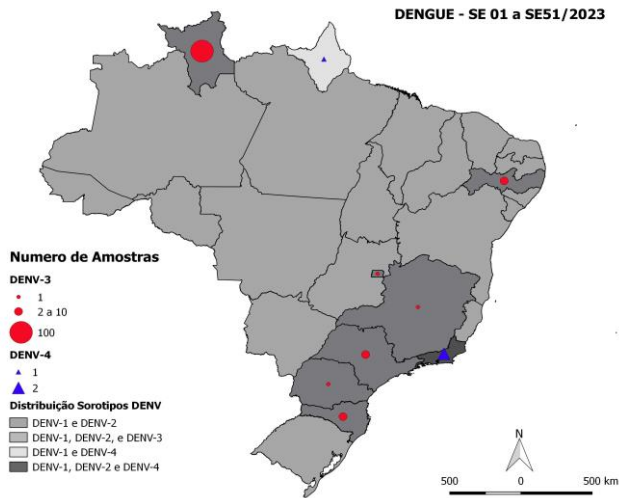 DENGUE - SE 01 a SE51/2023
Numero de Amostras
DENV-3
1
2 a 10
100
DENV-4
1
2
Distribuição Sorotipos DENV
DENV-1 e DENV-2
DENV-1, DENV-2, e DENV-3
DENV-1 e DENV-4
DENV-1, DENV-2 e DENV-4
N
500 0 500 km